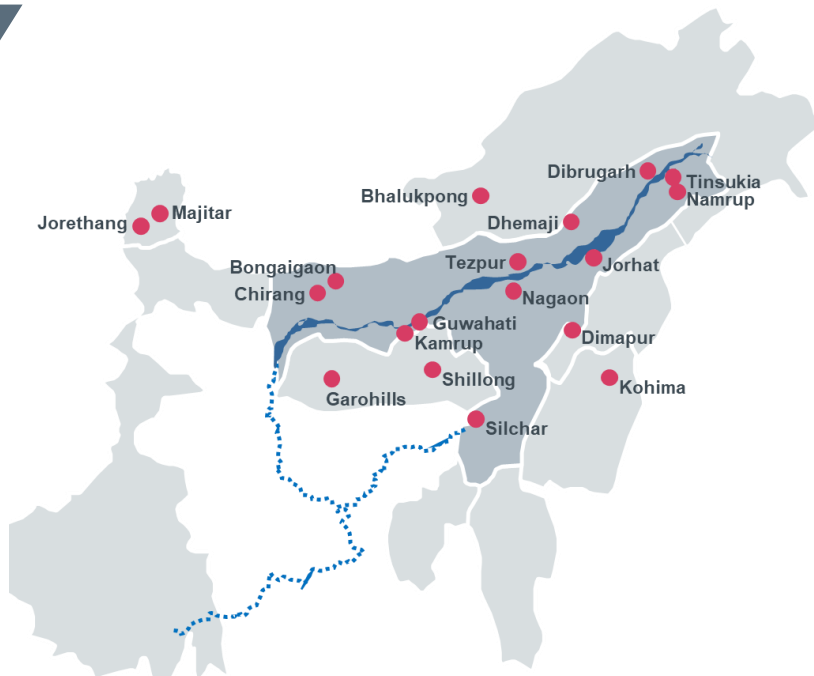 Dibrugarh
Tinsukia
Namrup
Bhalukpong
Majitar
Jorethang
Dhemaji
Tezpur
Jorhat
Bongaigaon
Chirang
Nagaon
Guwahati
Kamrup
Dimapur
Shillong
Kohima
Garohills
Silchar